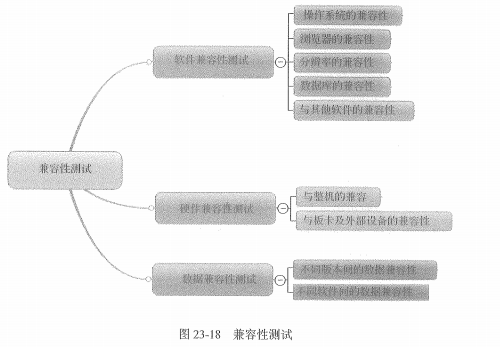 操作系统的兼容性
浏览器的兼容性
软件兼容性测试
分辨率的兼容性
数据库的兼容性
与其他软件的兼容性
兼容性测试
与整机的兼容
硬件兼容性测试
与板卡及外部设备的兼容性
不同版本间的数据兼容性
数据兼容性测试
不同软件间的数据兼容性
图 23-18 兼容性测试